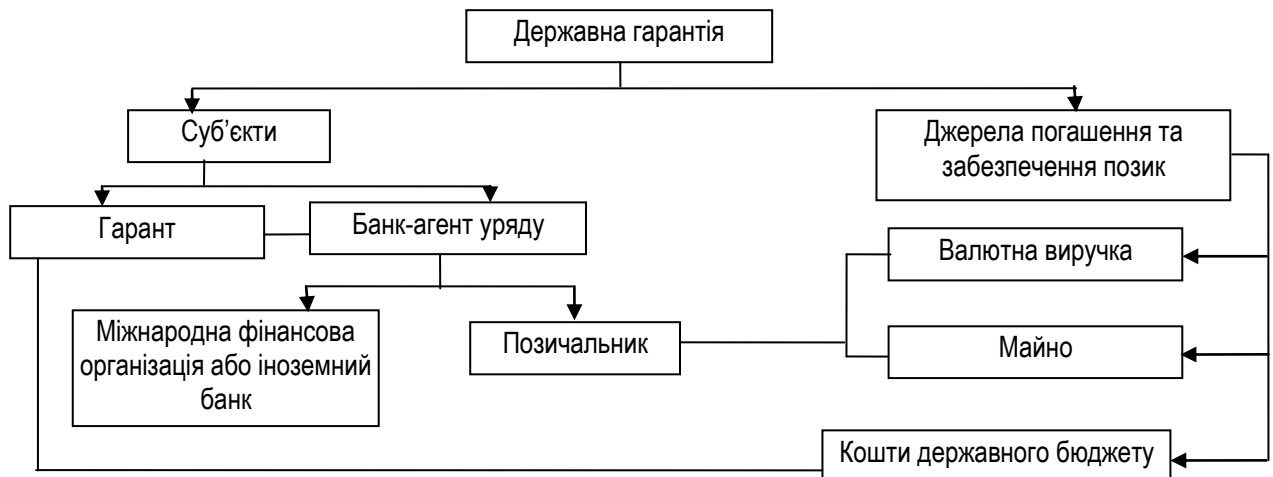 Державна гарантія
Суб’єкти
Джерела погашення та
забезпечення позик
Гарант
Банк-агент уряду
Валютна виручка
Міжнародна фінансова
організація або іноземний
банк
Позичальник
Майно
Кошти державного бюджету